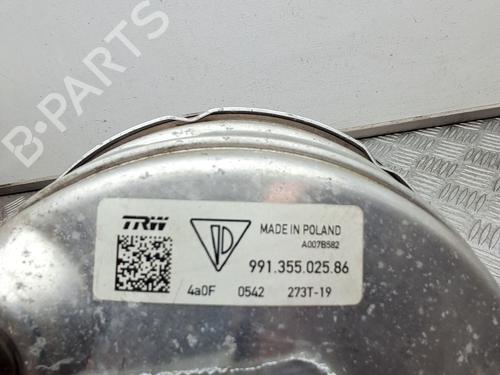 B-PARTS
TRW
MADE IN POLAND
A007B582
991.355.025.86
4a0F 0542 273T-19